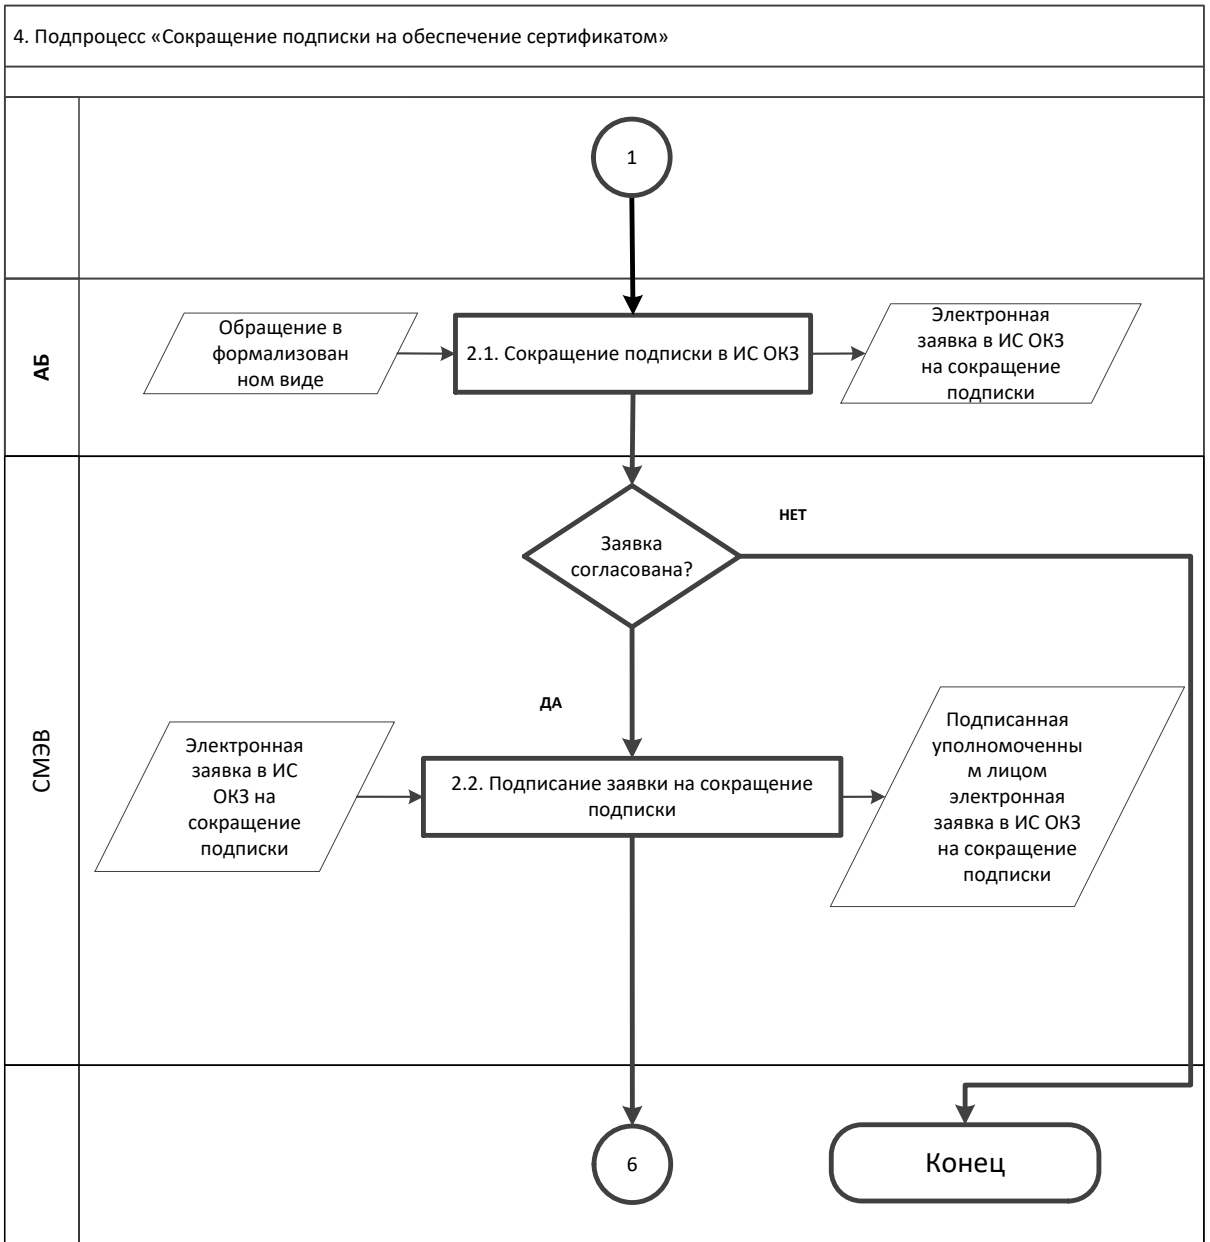 4. Подпроцесс «Сокращение подписки на обеспечение сертификатом»
1
АБ
Обращение в
формализован
ном виде
2.1. Сокращение подписки в ИС ОКЗ
Электронная
заявка в ИС ОКЗ
на сокращение
подписки
СМЭВ
Заявка
согласована?
НЕТ
ДА
Электронная
заявка в ИС
ОКЗ на
сокращение
подписки
2.2. Подписание заявки на сокращение
подписки
Подписанная
уполномоченны
м лицом
электронная
заявка в ИС ОКЗ
на сокращение
подписки
6
Конец